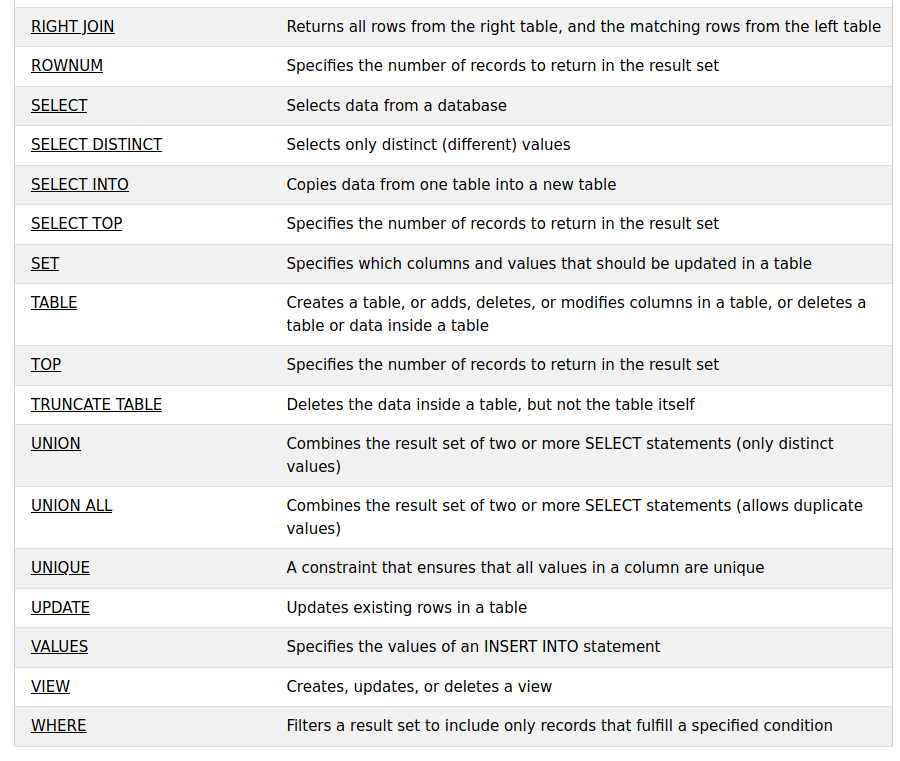 RIGHT JOIN Returns all rows from the right table, and the matching rows from the left table
ROWNUM Specifies the number of records to return in the result set
SELECT Selects data from a database
SELECT DISTINCT Selects only distinct (different) values
SELECT INTO Copies data from one table into a new table
SELECT TOP Specifies the number of records to return in the result set
SET Specifies which columns and values that should be updated in a table
TABLE Creates a table, or adds, deletes, or modifies columns in a table, or deletes a
table or data inside a table
TOP Specifies the number of records to return in the result set
TRUNCATE TABLE Deletes the data inside a table, but not the table itself
UNION Combines the result set of two or more SELECT statements (only distinct
values)
UNION ALL Combines the result set of two or more SELECT statements (allows duplicate
values)
UNIQUE A constraint that ensures that all values in a column are unique
UPDATE Updates existing rows in a table
VALUES Specifies the values of an INSERT INTO statement
VIEW Creates, updates, or deletes a view
WHERE Filters a result set to include only records that fulfill a specified condition